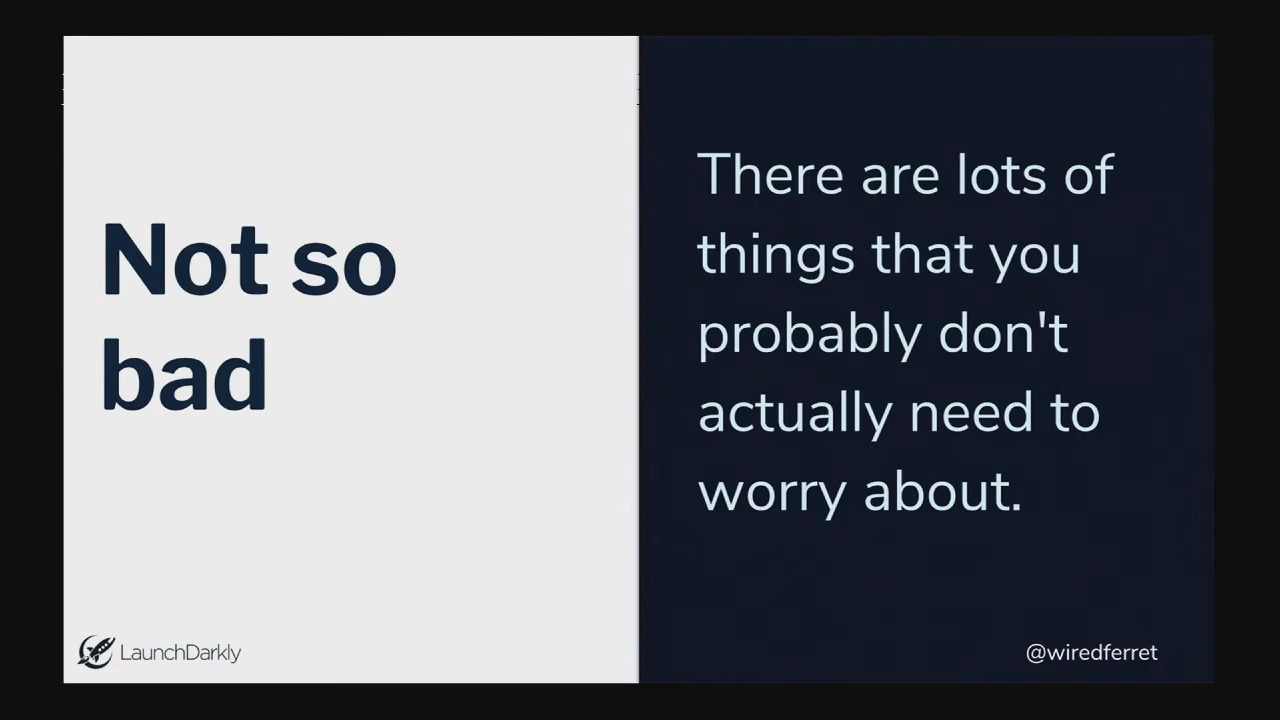 Not so
bad
There are lots of
things that you
probably don't
actually need to
worry about.
LaunchDarkly
@wiredferret